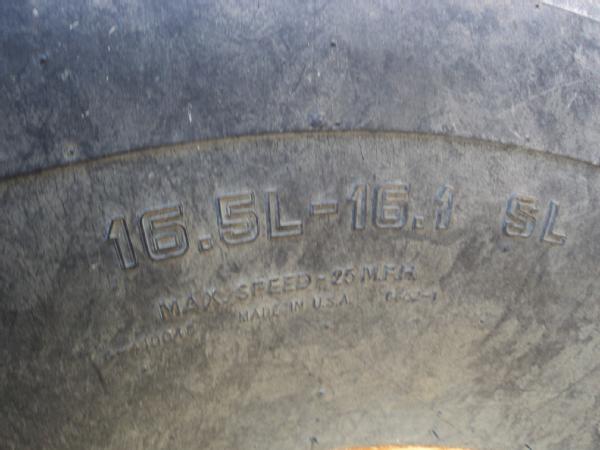 16.5L-16.1 SL
MAX. SPEED - 25 M.P.H.
MADE IN U.S.A.